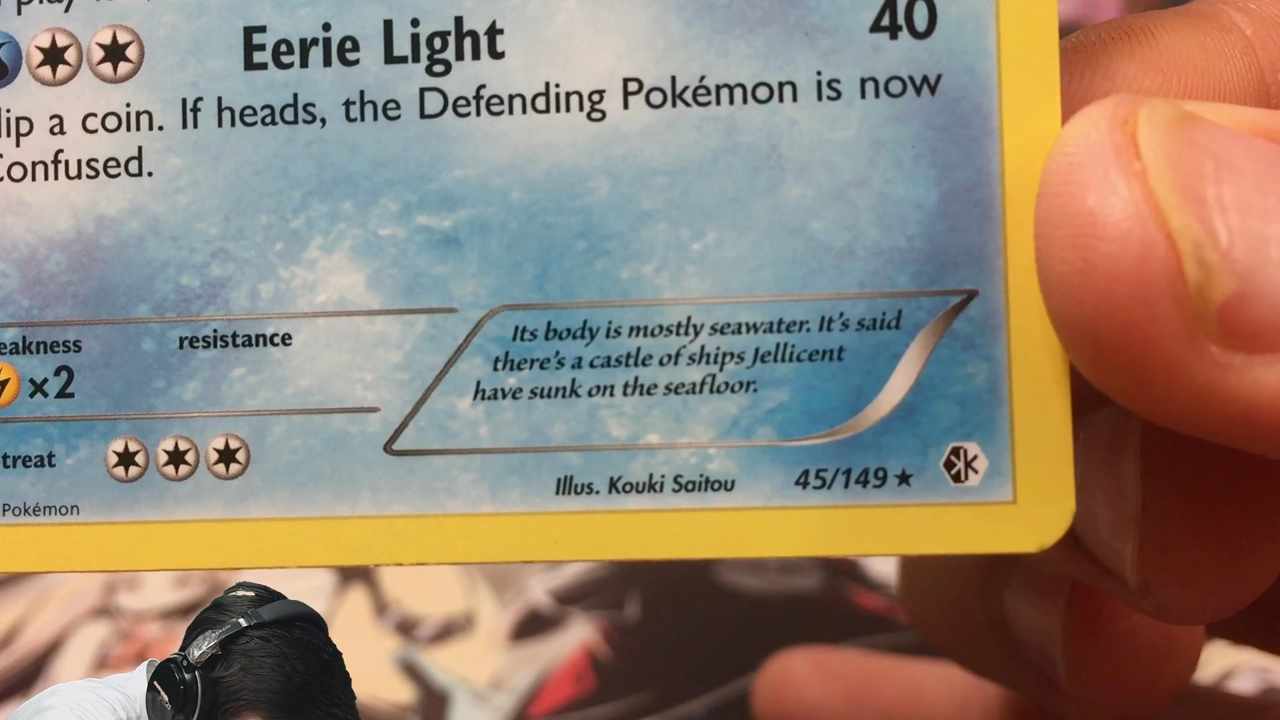 Eerie Light 40
lip a coin. If heads, the Defending Pokémon is now
Confused.
eakness resistance
×2
treat
Its body is mostly seawater. It's said
there's a castle of ships Jellicent
have sunk on the seafloor.
Illus. Kouki Saitou 45/149★
Pokémon